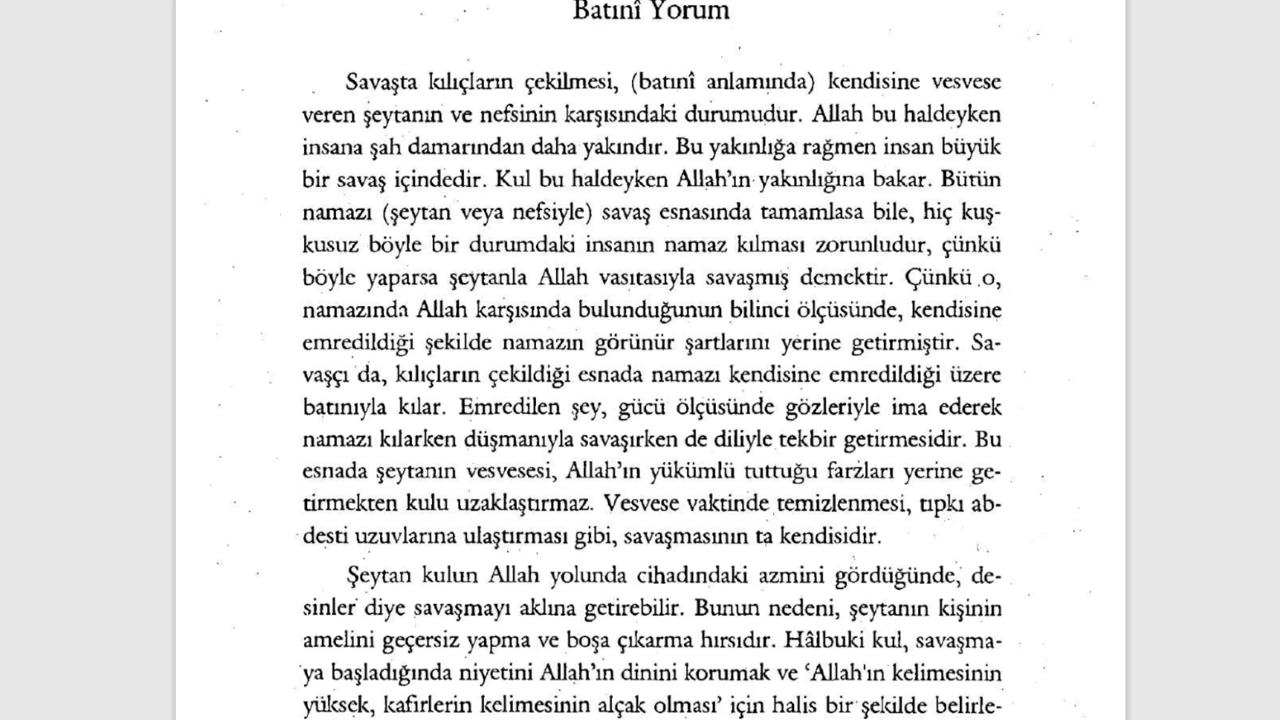 Batınî Yorum
Savaşta kılıçların çekilmesi, (batınî anlamında) kendisine vesvese
veren şeytanın ve nefsinin karşısındaki durumudur. Allah bu haldeyken
insana şah damarından daha yakındır. Bu yakınlığa rağmen insan büyük
bir savaş içindedir. Kul bu haldeyken Allah’ın yakınlığına bakar. Bütün
namazı (şeytan veya nefsiyle) savaş esnasında tamamlasa bile, hiç kuş-
kusuz böyle bir durumdaki insanın namaz kılması zorunludur, çünkü
böyle yaparsa şeytanla Allah vasıtasıyla savaşmış demektir. Çünkü o,
namazında Allah karşısında bulunduğunun bilinci ölçüsünde, kendisine
emredildiği şekilde namazın görünür şartlarını yerine getirmiştir. Sa-
vaşçı da, kılıçların çekildiği esnada namazı kendisine emredildiği üzere
batınıyla kılar. Emredilen şey, gücü ölçüsünde gözleriyle ima ederek
namazı kılarken düşmanıyla savaşırken de diliyle tekbir getirmesidir. Bu
esnada şeytanın vesvesesi, Allah’ın yükümlü tuttuğu farzları yerine ge-
tirmekten kulu uzaklaştırmaz. Vesvese vaktinde temizlenmesi, tıpkı ab-
desti uzuvlarına ulaştırması gibi, savaşmasının ta kendisidir.
Şeytan kulun Allah yolunda cihadındaki azmini gördüğünde, de-
sinler diye savaşmayı aklına getirebilir. Bunun nedeni, şeytanın kişinin
amelini geçersiz yapma ve boşa çıkarma hırsıdır. Hâlbuki kul, savaşma-
ya başladığında niyetini Allah’ın dinini korumak ve ‘Allah'ın kelimesinin
yüksek, kafirlerin kelimesinin alçak olması’ için halis bir şekilde belirle-